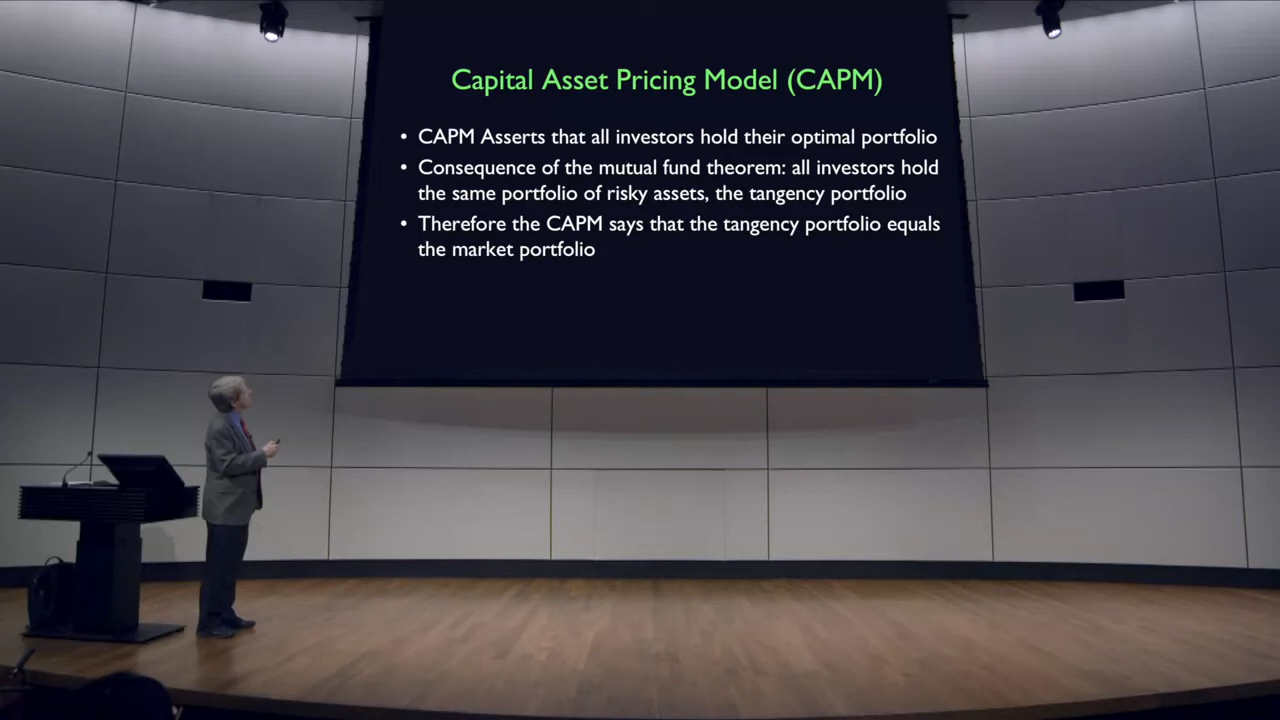 Capital Asset Pricing Model (CAPM)
• CAPM Asserts that all investors hold their optimal portfolio
• Consequence of the mutual fund theorem: all investors hold
the same portfolio of risky assets, the tangency portfolio
• Therefore the CAPM says that the tangency portfolio equals
the market portfolio